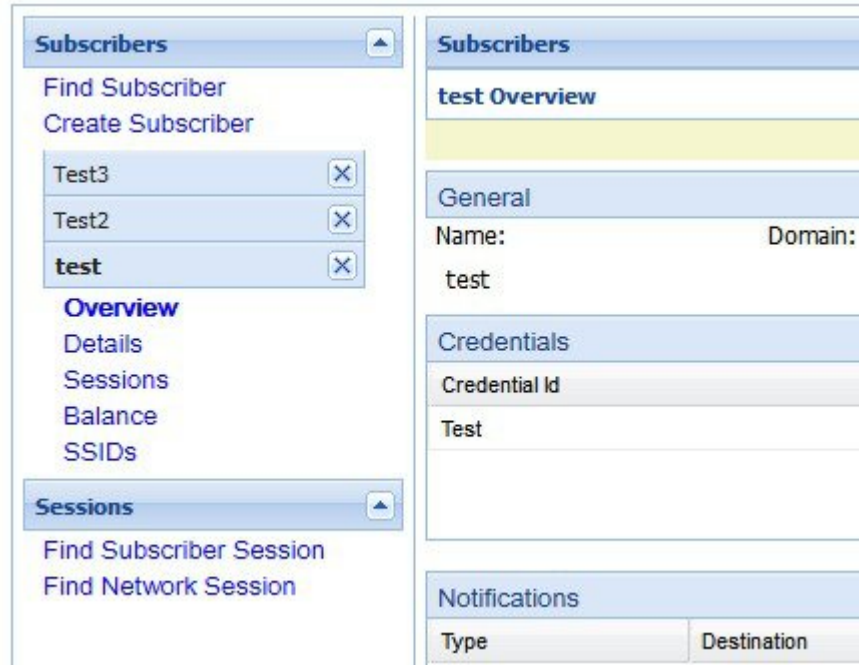 Subscribers
Find Subscriber
Create Subscriber
Test3
Test2
test
Overview
Details
Sessions
Balance
SSIDs
Sessions
Find Subscriber Session
Find Network Session
Subscribers
test Overview
General
Name: Domain:
test
Credentials
Credential Id
Test
Notifications
Type Destination